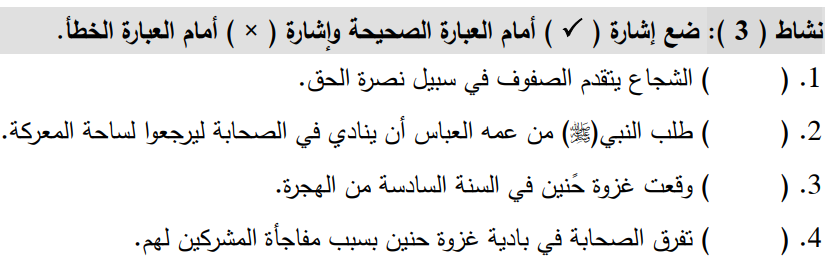 نشاط ( 3 ): ضع إشارة ( ✓ ) أمام العبارة الصحيحة وإشارة ( × ) أمام العبارة الخطأ.
1. ( ) الشجاع يتقدم الصفوف في سبيل نصرة الحق.
2. ( ) طلب النبي(ﷺ) من عمه العباس أن ينادي في الصحابة ليرجعوا لساحة المعركة.
3. ( ) وقعت غزوة حًنين في السنة السادسة من الهجرة.
4. ( ) تفرق الصحابة في بادية غزوة حنين بسبب مفاجأة المشركين لهم.